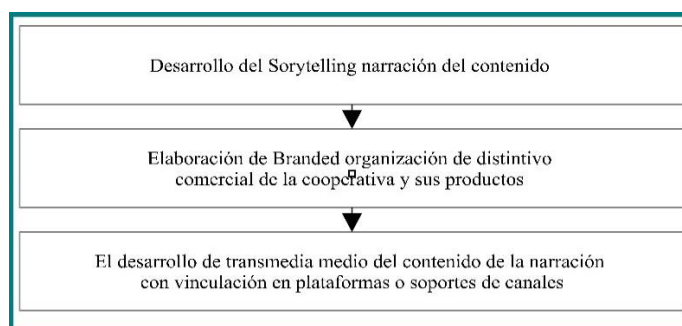 Desarrollo del Sorytelling narración del contenido
Elaboración de Branded organización de distintivo
comercial de la cooperativa y sus productos
El desarrollo de transmedia medio del contenido de la narración
con vinculación en plataformas o soportes de canales